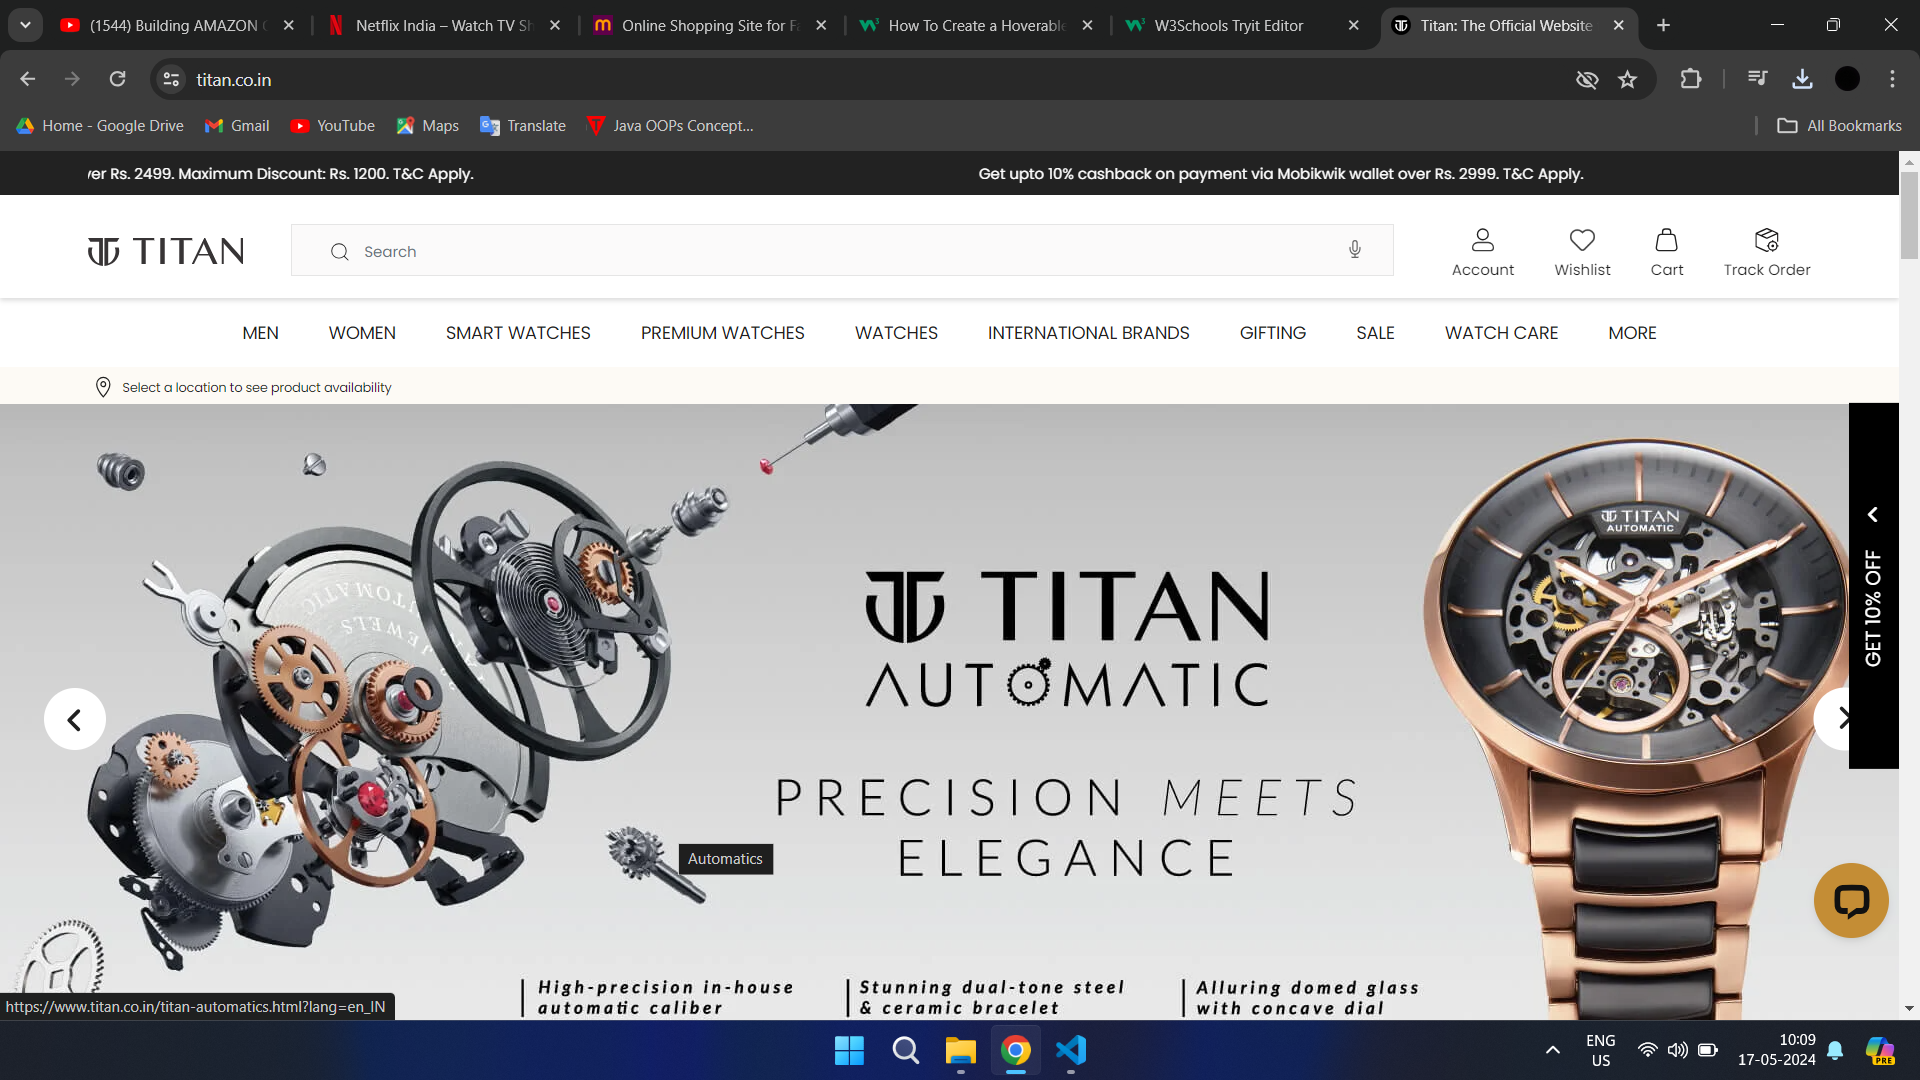 (1544) Building AMAZON
Netflix India – Watch TV Sh
Online Shopping Site for Fa
How To Create a Hoverable
W3Schools Tryit Editor
Titan: The Official Website
titan.co.in
Home - Google Drive
Gmail
YouTube
Maps
Translate
Java OOPs Concept...
All Bookmarks
ver Rs. 2499. Maximum Discount: Rs. 1200. T&C Apply.
Get upto 10% cashback on payment via Mobikwik wallet over Rs. 2999. T&C Apply.
TITAN
Search
Account
Wishlist
Cart
Track Order
MEN
WOMEN
SMART WATCHES
PREMIUM WATCHES
WATCHES
INTERNATIONAL BRANDS
GIFTING
SALE
WATCH CARE
MORE
Select a location to see product availability
TITAN
AUTOMATIC
AUTOMATIC
JEWELS
TITAN
AUTOMATIC
PRECISION MEETS
ELEGANCE
GET 10% OFF
Automatics
High-precision in-house
automatic caliber
Stunning dual-tone steel
& ceramic bracelet
Alluring domed glass
with concave dial
https://www.titan.co.in/titan-automatics.html?lang=en_IN
ENG
US
10:09
17-05-2024
PRE